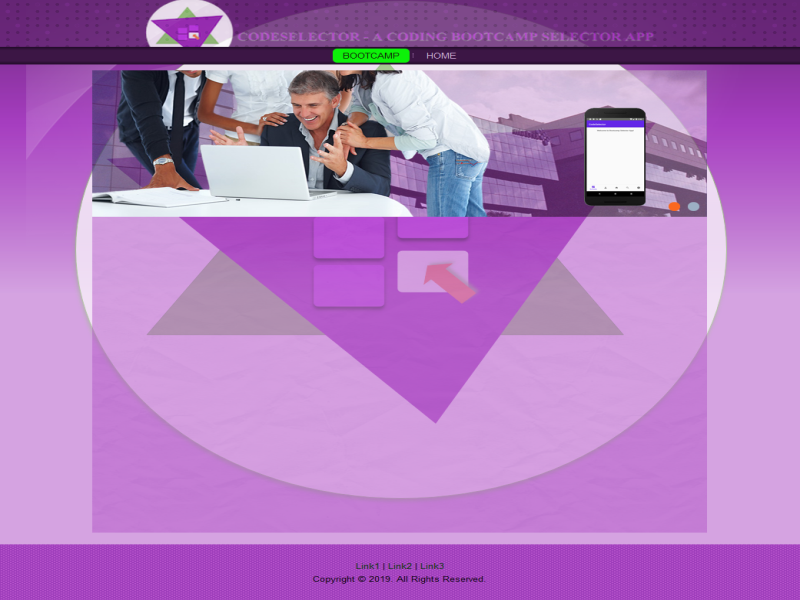 CODESELECTOR - A CODING BOOTCAMP SELECTOR APP
BOOTCAMP HOME
Link1 | Link2 | Link3
Copyright © 2019. All Rights Reserved.